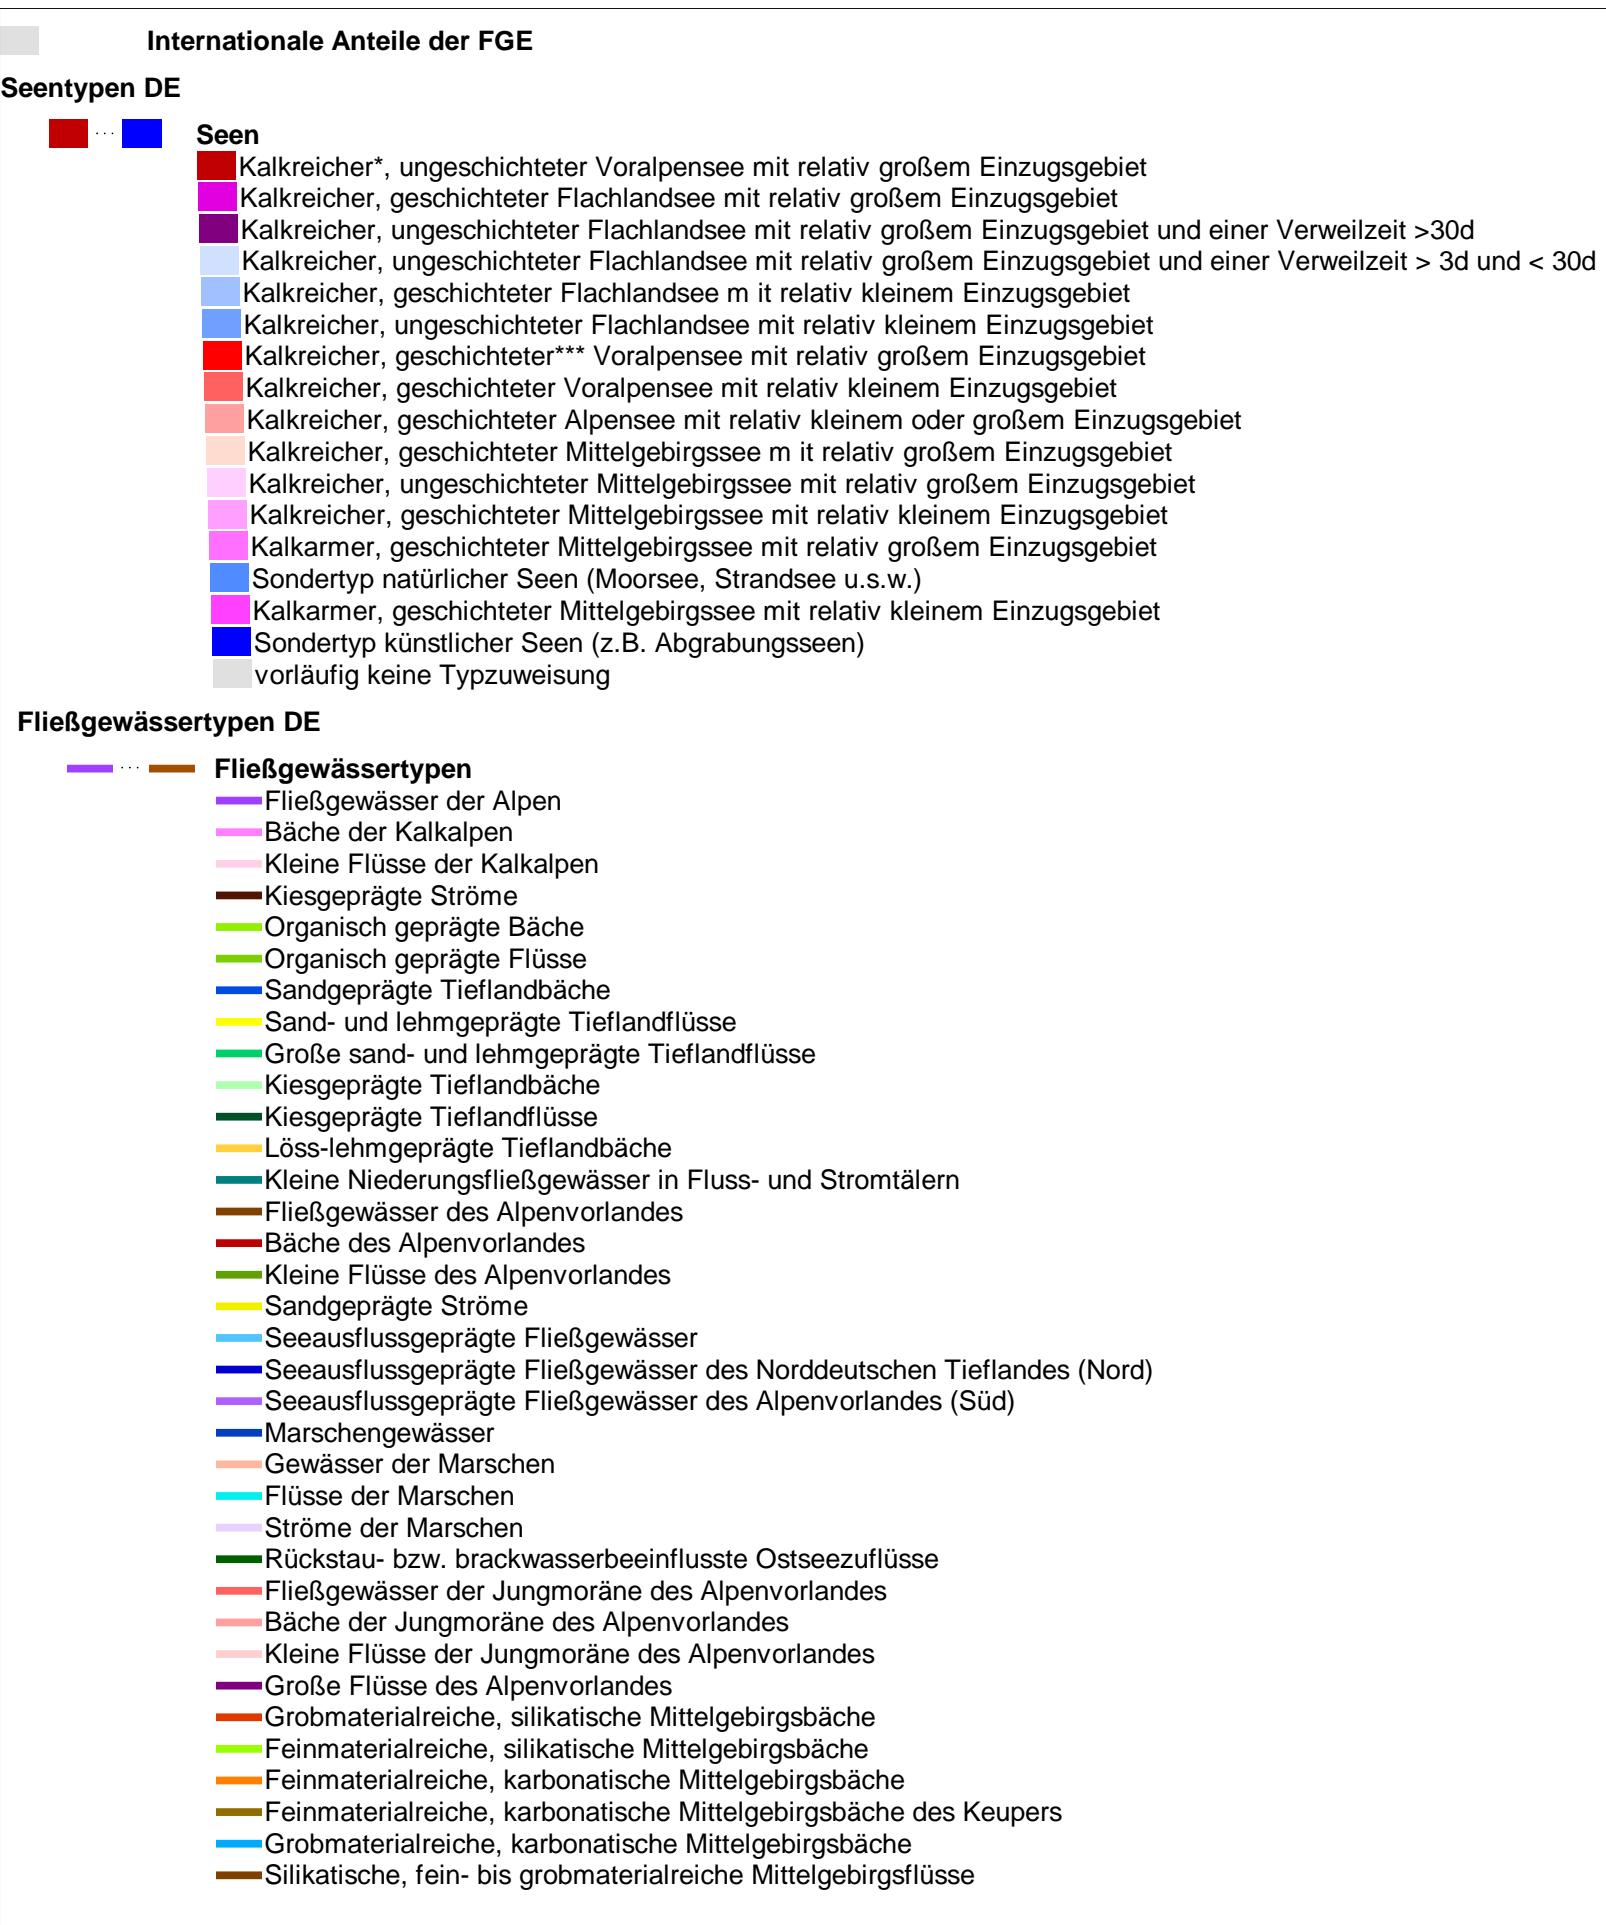 Internationale Anteile der FGE
Seentypen DE
... Seen
Kalkreicher*, ungeschichteter Voralpensee mit relativ großem Einzugsgebiet
Kalkreicher, geschichteter Flachlandsee mit relativ großem Einzugsgebiet
Kalkreicher, ungeschichteter Flachlandsee mit relativ großem Einzugsgebiet und einer Verweilzeit >30d
Kalkreicher, ungeschichteter Flachlandsee mit relativ großem Einzugsgebiet und einer Verweilzeit > 3d und < 30d
Kalkreicher, geschichteter Flachlandsee m it relativ kleinem Einzugsgebiet
Kalkreicher, ungeschichteter Flachlandsee mit relativ kleinem Einzugsgebiet
Kalkreicher, geschichteter*** Voralpensee mit relativ großem Einzugsgebiet
Kalkreicher, geschichteter Voralpensee mit relativ kleinem Einzugsgebiet
Kalkreicher, geschichteter Alpensee mit relativ kleinem oder großem Einzugsgebiet
Kalkreicher, geschichteter Mittelgebirgssee m it relativ großem Einzugsgebiet
Kalkreicher, ungeschichteter Mittelgebirgssee mit relativ großem Einzugsgebiet
Kalkreicher, geschichteter Mittelgebirgssee mit relativ kleinem Einzugsgebiet
Kalkarmer, geschichteter Mittelgebirgssee mit relativ großem Einzugsgebiet
Sondertyp natürlicher Seen (Moorsee, Strandsee u.s.w.)
Kalkarmer, geschichteter Mittelgebirgssee mit relativ kleinem Einzugsgebiet
Sondertyp künstlicher Seen (z.B. Abgrabungsseen)
vorläufig keine Typzuweisung
Fließgewässertypen DE
... Fließgewässertypen
Fließgewässer der Alpen
Bäche der Kalkalpen
Kleine Flüsse der Kalkalpen
Kiesgeprägte Ströme
Organisch geprägte Bäche
Organisch geprägte Flüsse
Sandgeprägte Tieflandbäche
Sand- und lehmgeprägte Tieflandflüsse
Große sand- und lehmgeprägte Tieflandflüsse
Kiesgeprägte Tieflandbäche
Kiesgeprägte Tieflandflüsse
Löss-lehmgeprägte Tieflandbäche
Kleine Niederungsfließgewässer in Fluss- und Stromtälern
Fließgewässer des Alpenvorlandes
Bäche des Alpenvorlandes
Kleine Flüsse des Alpenvorlandes
Sandgeprägte Ströme
Seeausflussgeprägte Fließgewässer
Seeausflussgeprägte Fließgewässer des Norddeutschen Tieflandes (Nord)
Seeausflussgeprägte Fließgewässer des Alpenvorlandes (Süd)
Marschengewässer
Gewässer der Marschen
Flüsse der Marschen
Ströme der Marschen
Rückstau- bzw. brackwasserbeeinflusste Ostseezuflüsse
Fließgewässer der Jungmoräne des Alpenvorlandes
Bäche der Jungmoräne des Alpenvorlandes
Kleine Flüsse der Jungmoräne des Alpenvorlandes
Große Flüsse des Alpenvorlandes
Grobmaterialreiche, silikatische Mittelgebirgsbäche
Feinmaterialreiche, silikatische Mittelgebirgsbäche
Feinmaterialreiche, karbonatische Mittelgebirgsbäche
Feinmaterialreiche, karbonatische Mittelgebirgsbäche des Keupers
Grobmaterialreiche, karbonatische Mittelgebirgsbäche
Silikatische, fein- bis grobmaterialreiche Mittelgebirgsflüsse